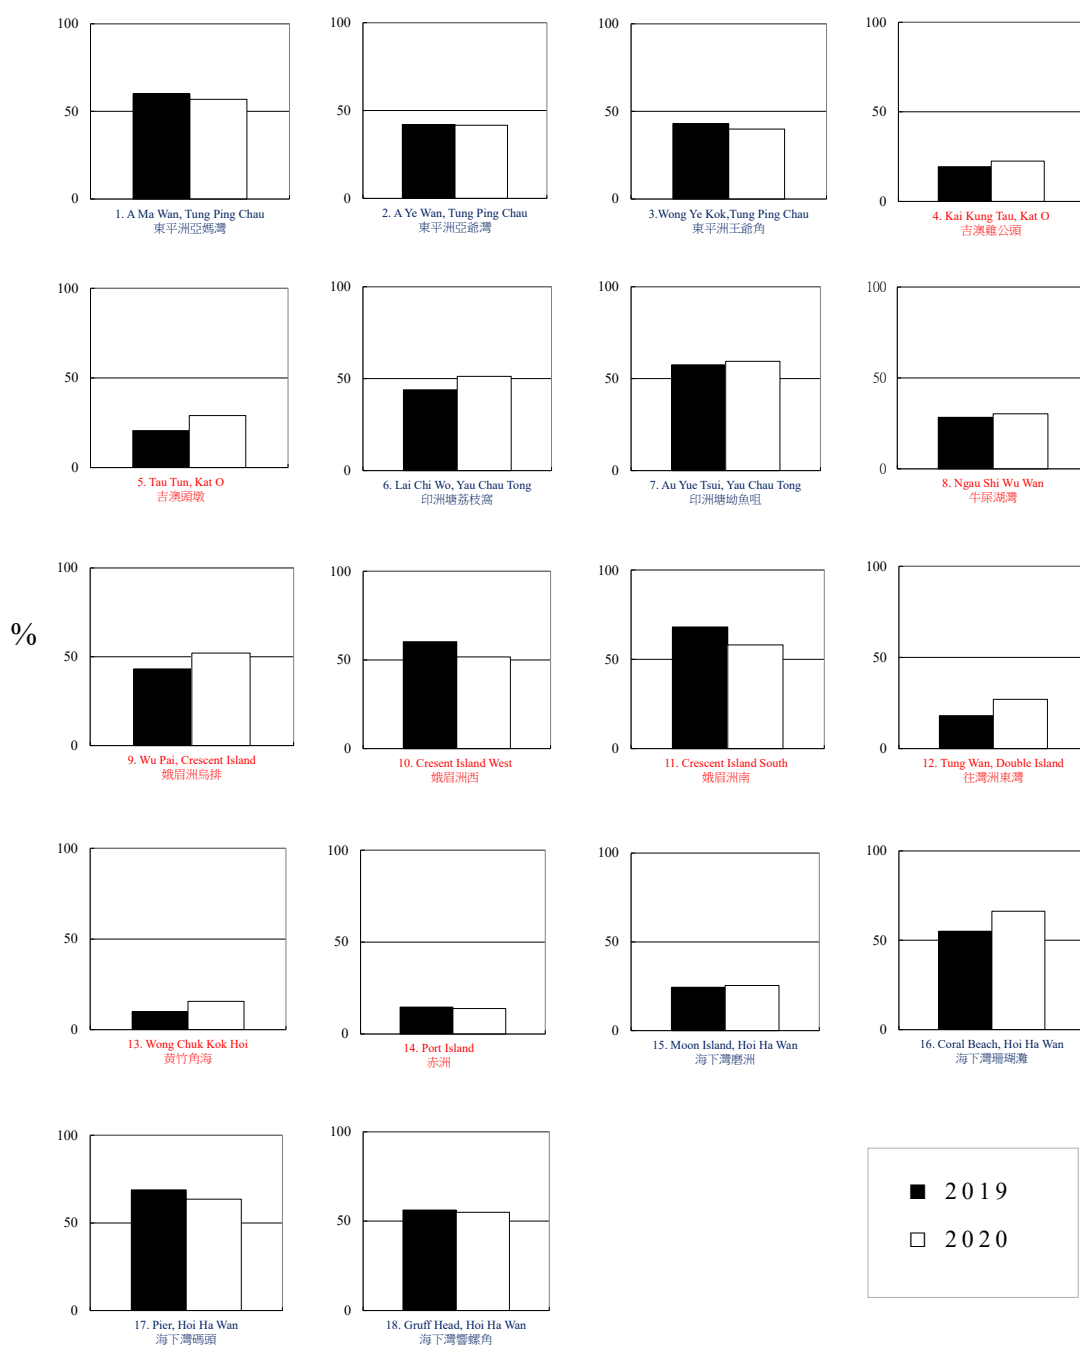 100
50
0
1. A Ma Wan, Tung Ping Chau
東平洲亞媽灣
100
50
0
2. A Ye Wan, Tung Ping Chau
東平洲亞爺灣
100
50
0
3.Wong Ye Kok,Tung Ping Chau
東平洲王爺角
100
50
0
4. Kai Kung Tau, Kat O
吉澳雞公頭
100
50
0
5. Tau Tun, Kat O
吉澳頭墩
100
50
0
6. Lai Chi Wo, Yau Chau Tong
印洲塘荔枝窩
100
50
0
7. Au Yue Tsui, Yau Chau Tong
印洲塘坳魚咀
100
50
0
8. Ngau Shi Wu Wan
牛屎湖灣
%
100
50
0
9. Wu Pai, Crescent Island
娥眉洲烏排
100
50
0
10. Cresent Island West
娥眉洲西
100
50
0
11. Crescent Island South
娥眉洲南
100
50
0
12. Tung Wan, Double Island
往灣洲東灣
100
50
0
13. Wong Chuk Kok Hoi
黃竹角海
100
50
0
14. Port Island
赤洲
100
50
0
15. Moon Island, Hoi Ha Wan
海下灣磨洲
100
50
0
16. Coral Beach, Hoi Ha Wan
海下灣珊瑚灘
100
50
0
17. Pier, Hoi Ha Wan
海下灣碼頭
100
50
0
18. Gruff Head, Hoi Ha Wan
海下灣響螺角
2019
2020